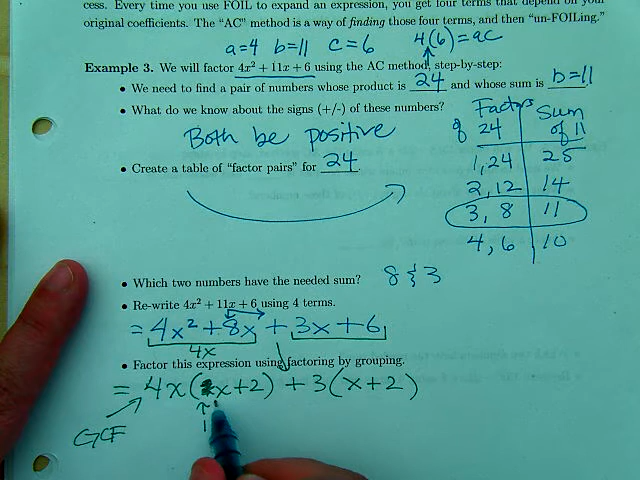 cess. Every time you use FOIL to expand an expression, you get four terms that depend on your
original coefficients. The "AC" method is a way of finding those four terms, and then "un-FOILing."
a=4 b=11 c=6 4(6)=ac
Example 3. We will factor 4x² + 11x + 6 using the AC method, step-by-step:
• We need to find a pair of numbers whose product is 24 and whose sum is b=11
• What do we know about the signs (+/-) of these numbers?
Both be positive
Factors of 24 Sum of 11
1,24 25
2,12 14
3, 8 11
4, 6 10
• Create a table of "factor pairs" for 24.
• Which two numbers have the needed sum? 8 & 3
• Re-write 4x² + 11x + 6 using 4 terms.
= 4x² + 8x + 3x + 6
4x
• Factor this expression using factoring by grouping.
= 4x( x+2) + 3(x+2)
GCF
1